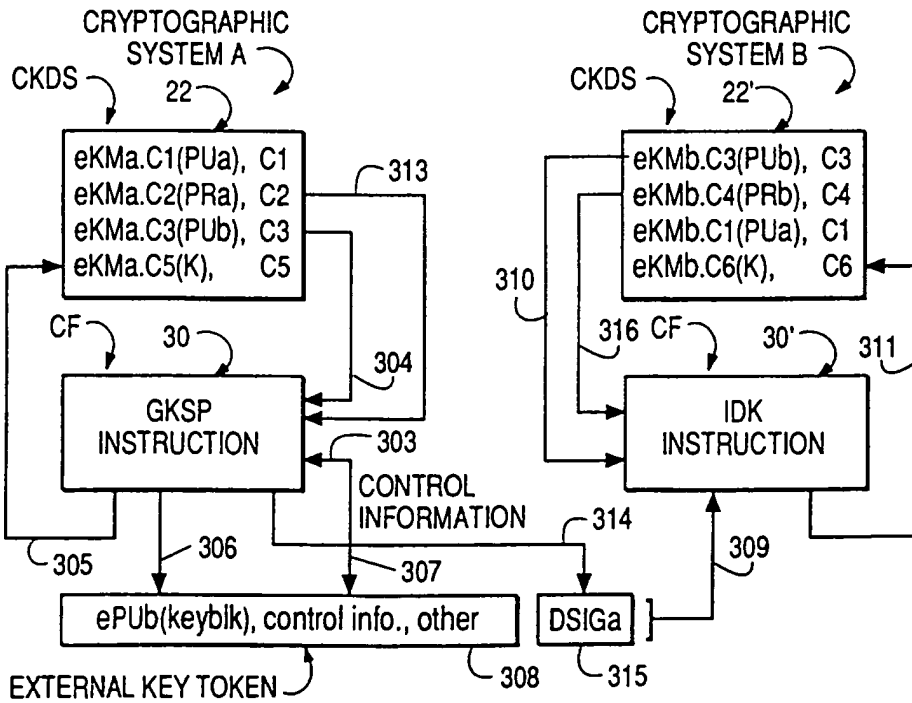 CRYPTOGRAPHIC
SYSTEM A
CKDS
22
eKMa.C1(PUa), C1
eKMa.C2(PRa), C2
eKMa.C3(PUb), C3
eKMa.C5(K), C5
313
304
CF
30
GKSP
INSTRUCTION
303
CONTROL
INFORMATION
305
306
307
314
ePUb(keyblk), control info., other
308
EXTERNAL KEY TOKEN
DSIGa
315
CRYPTOGRAPHIC
SYSTEM B
CKDS
22'
eKMb.C3(PUb), C3
eKMb.C4(PRb), C4
eKMb.C1(PUa), C1
eKMb.C6(K), C6
310
316
CF
30'
311
IDK
INSTRUCTION
309